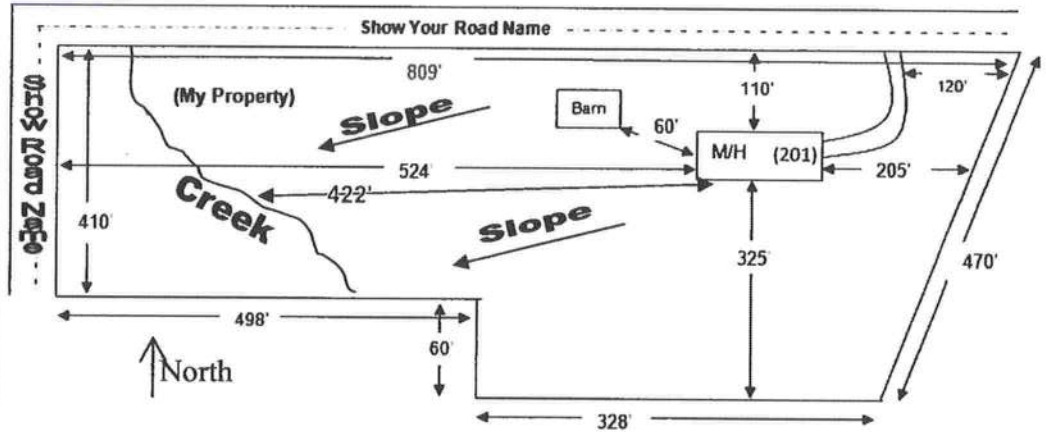 Show Your Road Name
Show Road Name
809'
110'
120'
(My Property)
Slope
Barn
60'
M/H (201)
524'
205'
422'
Creek
410'
Slope
325'
470'
498'
60'
North
328'